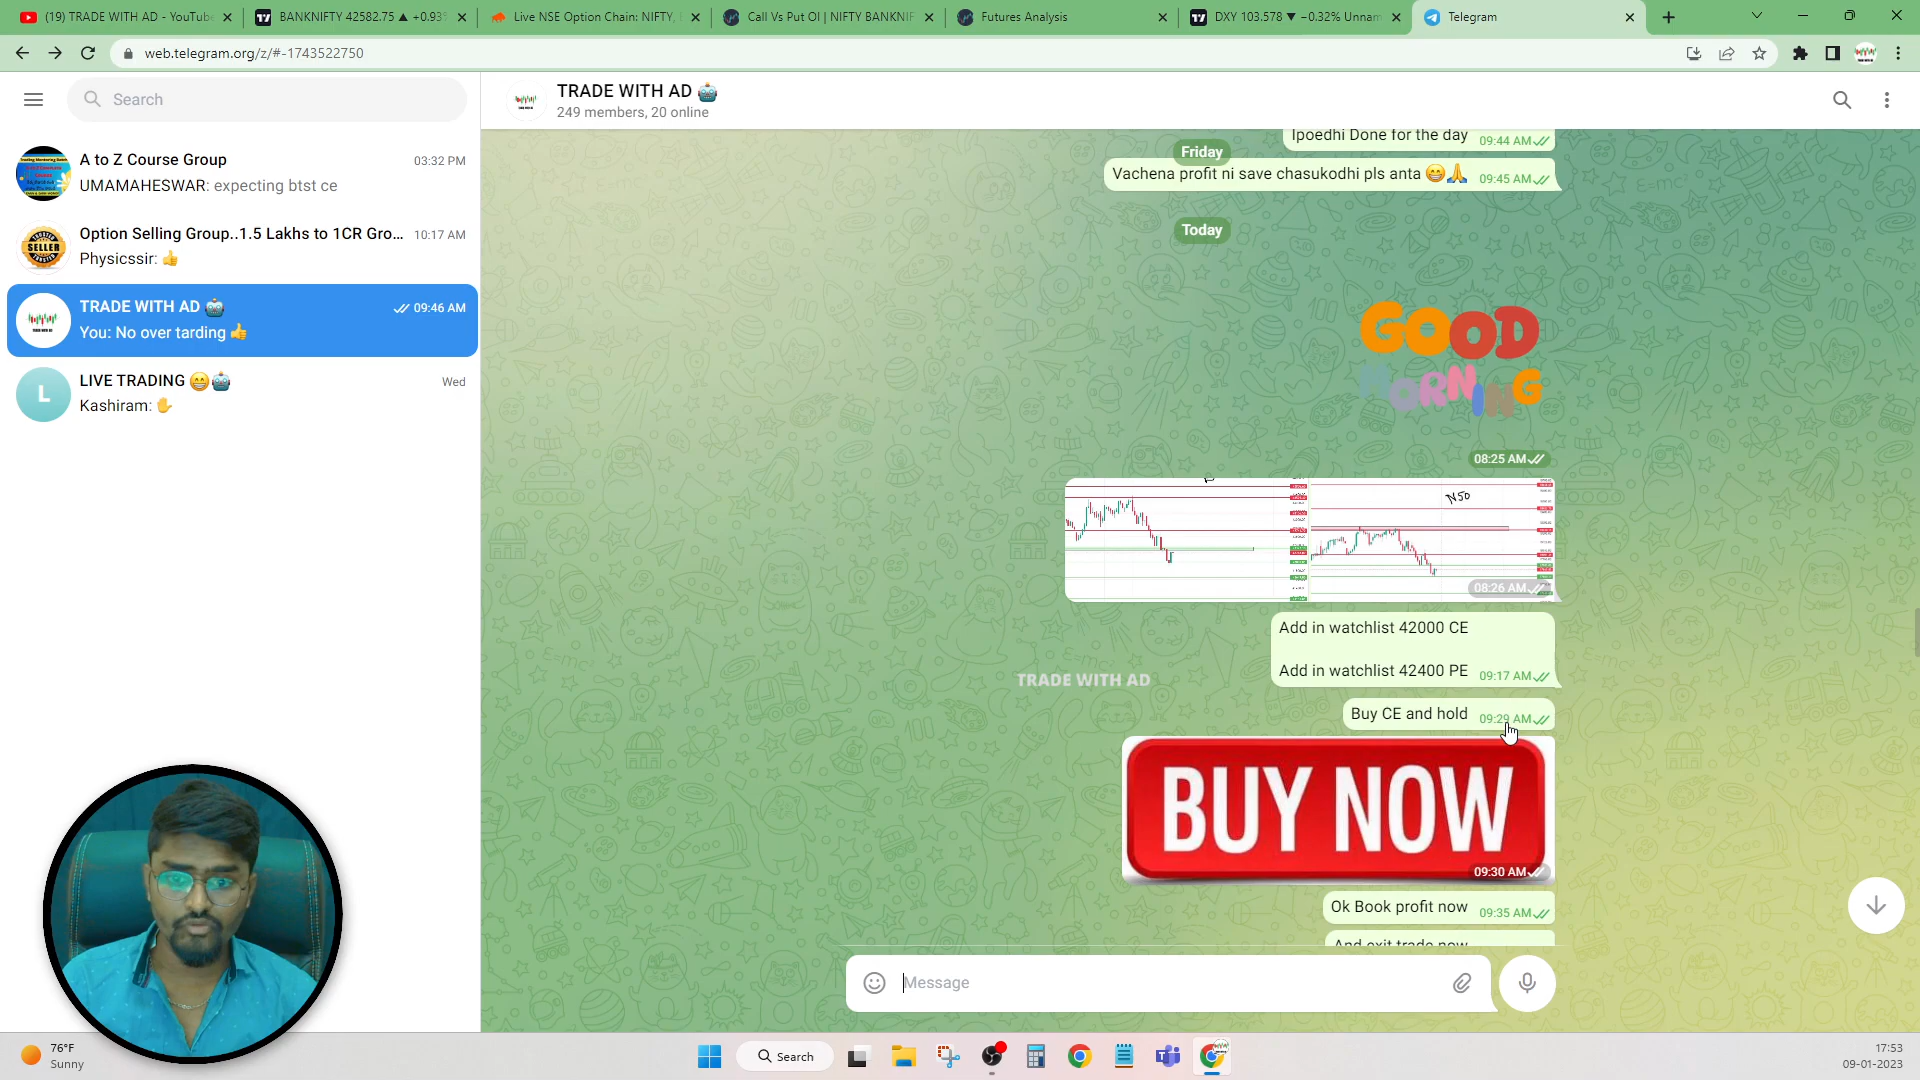 (19) TRADE WITH AD - YouTube
BANKNIFTY 42582.75 ▲ +0.93%
Live NSE Option Chain: NIFTY,
Call Vs Put OI | NIFTY BANKNIF
Futures Analysis
DXY 103.578 ▼ −0.32% Unnam
Telegram
web.telegram.org/z/#-1743522750
Search
TRADE WITH AD 🤖
249 members, 20 online
A to Z Course Group 03:32 PM
UMAMAHESWAR: expecting btst ce
Option Selling Group..1.5 Lakhs to 1CR Gro... 10:17 AM
Physicssir: 👍
SELLER
TRADE WITH AD 🤖 09:46 AM
You: No over tarding 👍
L
LIVE TRADING 😁🤖 Wed
Kashiram: ✋
Ipoedhi Done for the day 09:44 AM
Friday
Vachena profit ni save chasukodhi pls anta 😁🙏 09:45 AM
Today
GOOD
MORNING
08:25 AM
N50
08:26 AM
Add in watchlist 42000 CE
Add in watchlist 42400 PE 09:17 AM
TRADE WITH AD
Buy CE and hold 09:29 AM
BUY NOW
09:30 AM
Ok Book profit now 09:35 AM
And exit trade now
Message
76°F
Sunny
Search
17:53
09-01-2023